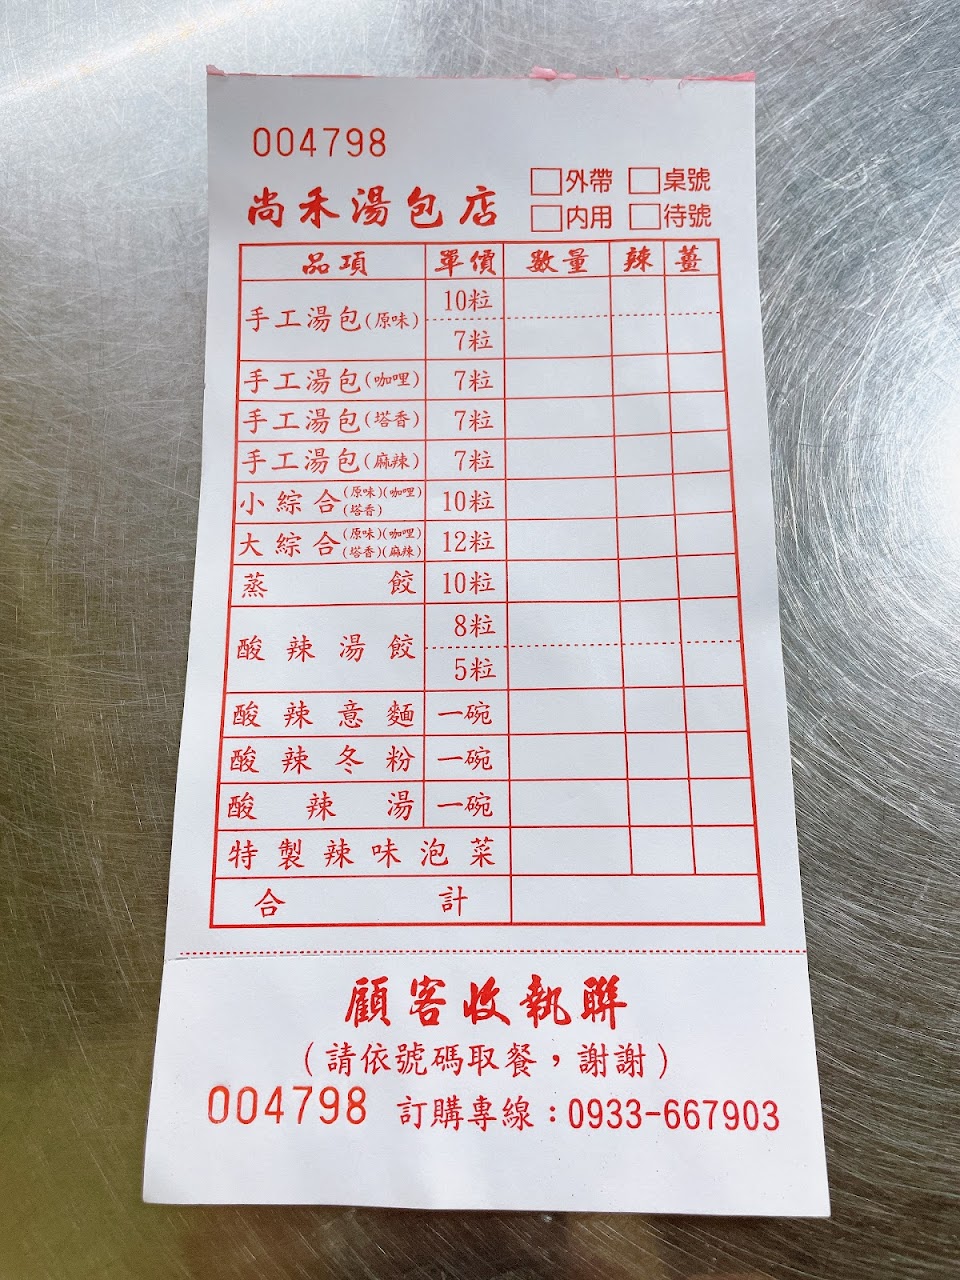 004798
尚禾湯包店
□外帶 □桌號
□内用 □待號
品項 單價 數量 辣 薑
手工湯包(原味) 10粒
7粒
手工湯包(咖哩) 7粒
手工湯包(塔香) 7粒
手工湯包(麻辣) 7粒
小綜合(原味)(咖哩)(塔香) 10粒
大綜合(原味)(咖哩)(塔香)(麻辣) 12粒
蒸餃 10粒
酸辣湯餃 8粒
5粒
酸辣意麵 一碗
酸辣冬粉 一碗
酸辣湯 一碗
特製辣味泡菜
合計
顧客收執聯
(請依號碼取餐，謝謝)
004798 訂購專線：0933-667903